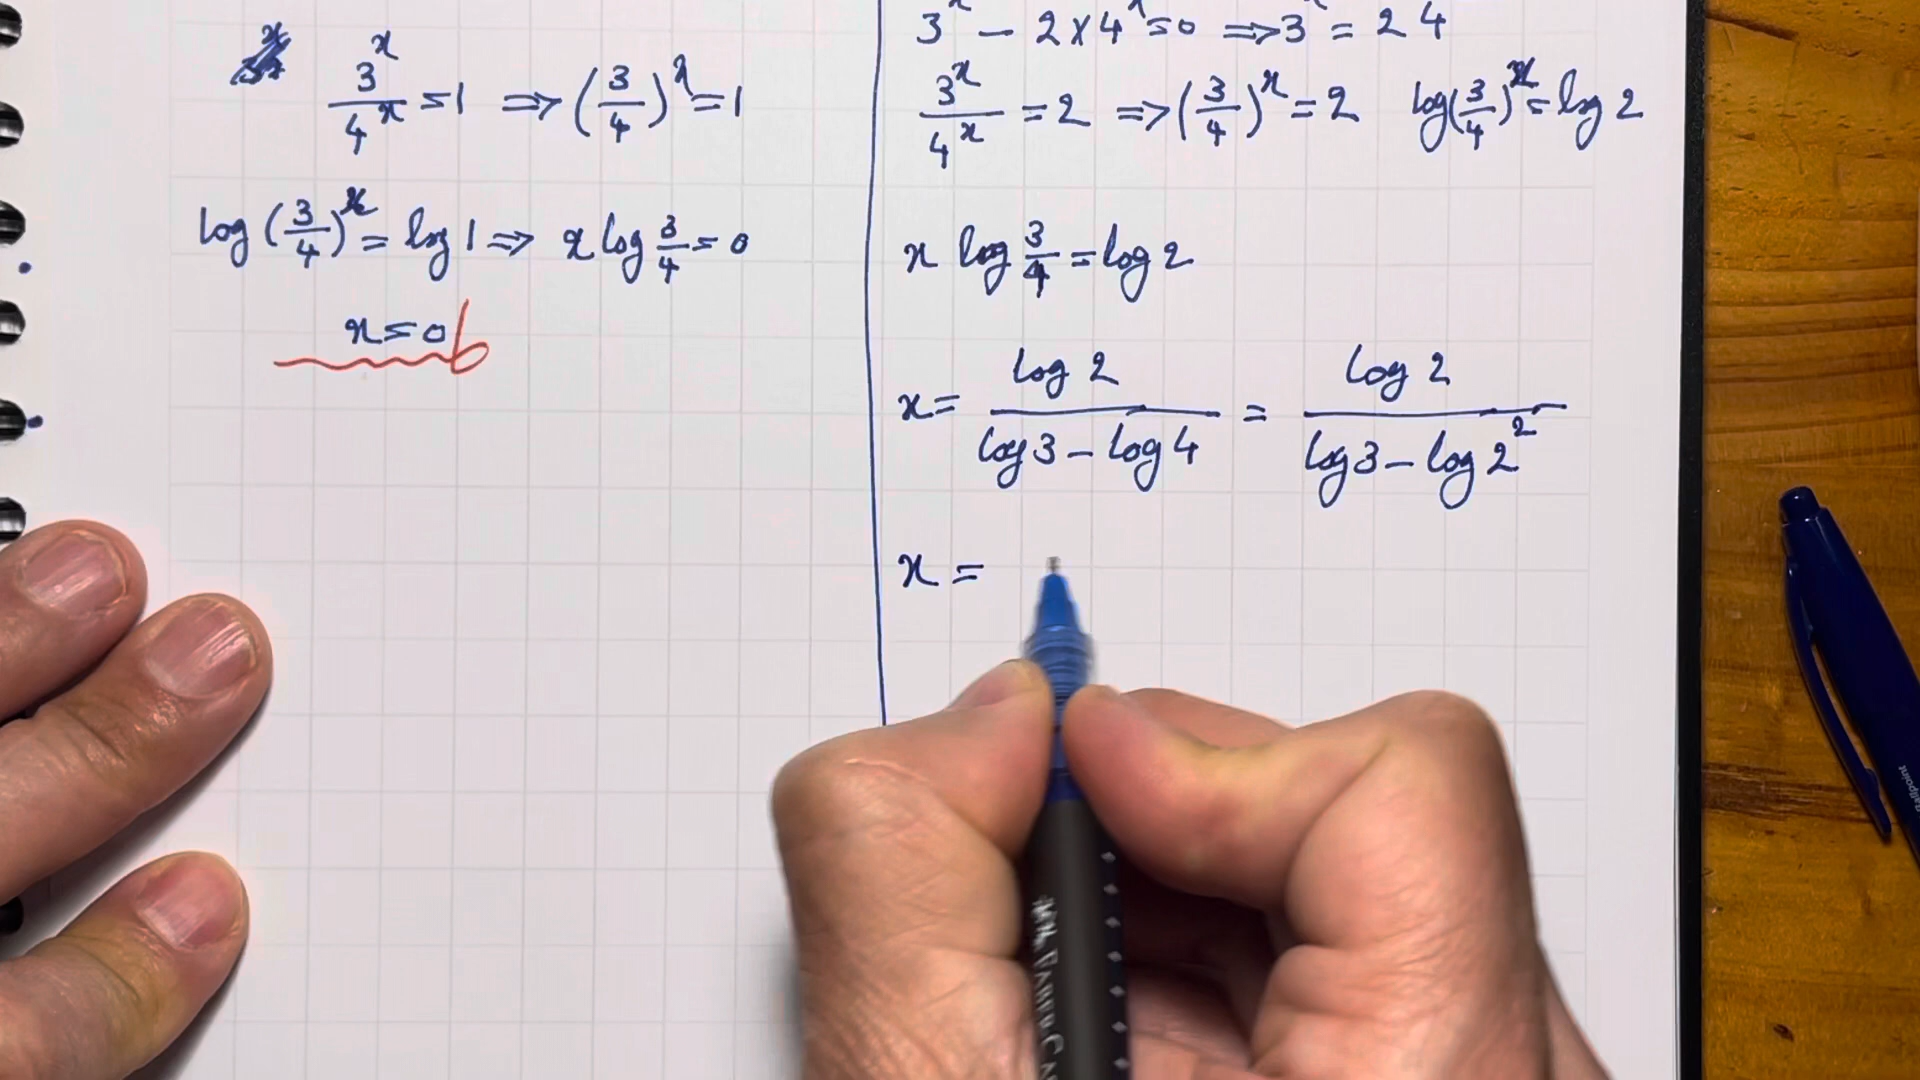 3^x/4^x = 1 ⇒ (3/4)^x = 1
log (3/4)^x = log 1 ⇒ x log 3/4 = 0
x = 0
3^x - 2 × 4^x = 0 ⇒ 3^x = 2 4
3^x/4^x = 2 ⇒ (3/4)^x = 2 log(3/4)^x = log 2
x log 3/4 = log 2
x = log 2/(log 3 - log 4) = log 2/(log 3 - log 2^2)
x =